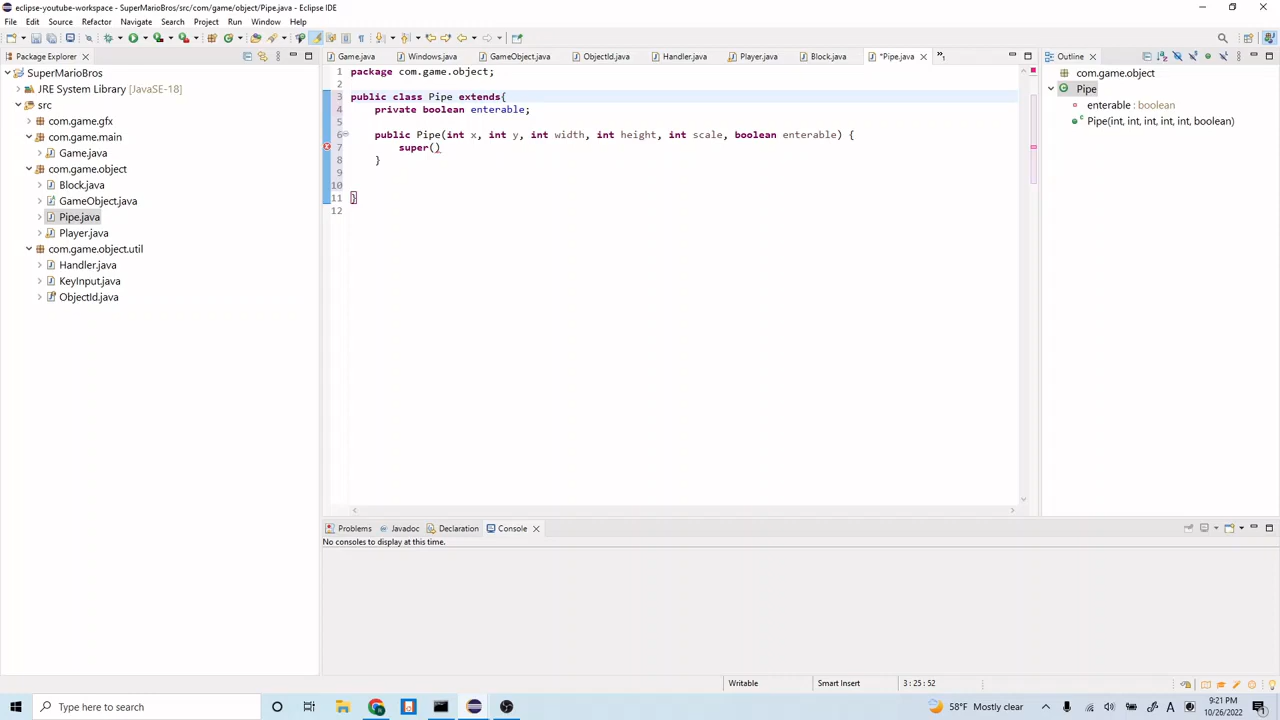 eclipse-youtube-workspace - SuperMarioBros/src/com/game/object/Pipe.java - Eclipse IDE
File Edit Source Refactor Navigate Search Project Run Window Help
Package Explorer
Game.java Windows.java GameObject.java ObjectId.java Handler.java Player.java Block.java *Pipe.java
Outline
SuperMarioBros
JRE System Library [JavaSE-18]
src
com.game.gfx
com.game.main
Game.java
com.game.object
Block.java
GameObject.java
Pipe.java
Player.java
com.game.object.util
Handler.java
KeyInput.java
ObjectId.java
1 package com.game.object;
2
3 public class Pipe extends{
4 private boolean enterable;
5
6 public Pipe(int x, int y, int width, int height, int scale, boolean enterable) {
7 super()
8 }
9
10
11 }
12
com.game.object
Pipe
enterable : boolean
Pipe(int, int, int, int, int, boolean)
Problems Javadoc Declaration Console
No consoles to display at this time.
Writable Smart Insert 3 : 25 : 52
Type here to search
58°F Mostly clear
9:21 PM
10/26/2022